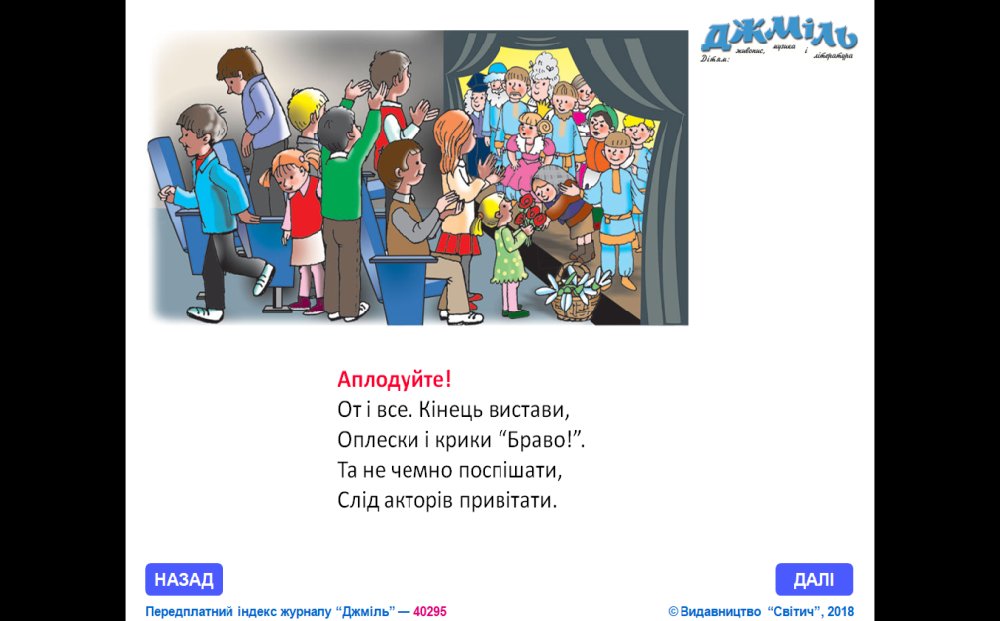 Джміль
Дітям: живопис, музика і література
Аплодуйте!
От і все. Кінець вистави,
Оплески і крики “Браво!”.
Та не чемно поспішати,
Слід акторів привітати.
НАЗАД
ДАЛІ
Передплатний індекс журналу “Джміль” — 40295
© Видавництво “Світич”, 2018